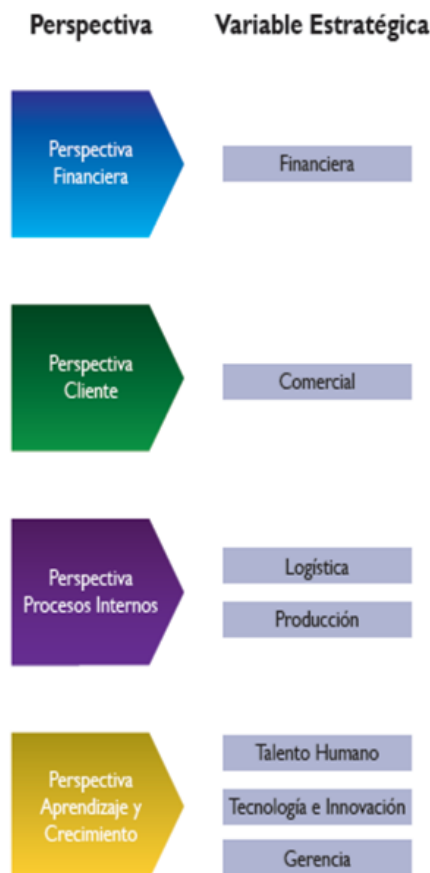 Perspectiva Variable Estratégica
Perspectiva
Financiera
Financiera
Perspectiva
Cliente
Comercial
Perspectiva
Procesos Internos
Logística
Producción
Perspectiva
Aprendizaje y
Crecimiento
Talento Humano
Tecnología e Innovación
Gerencia